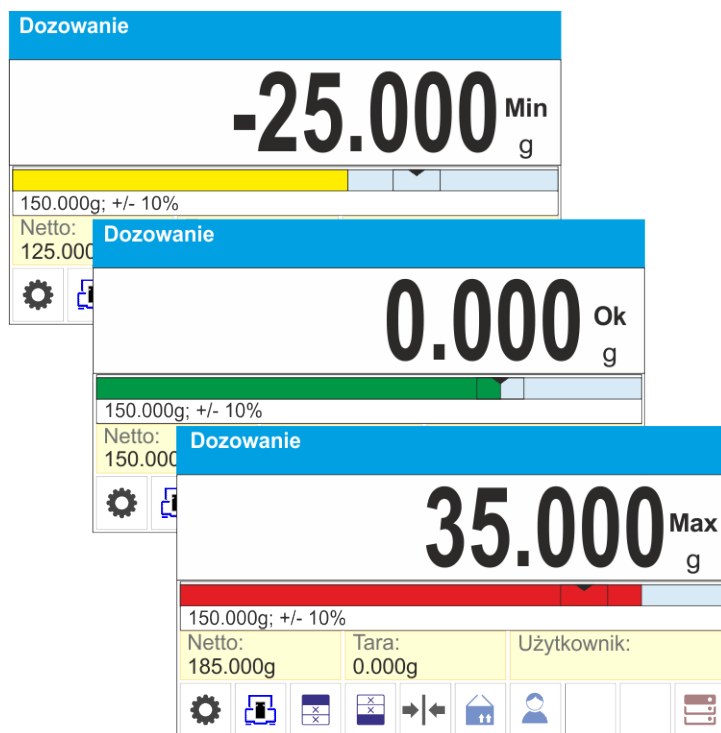 Dozowanie
-25.000 Min
g
150.000g; +/- 10%
Netto:
125.000
Dozowanie
0.000 Ok
g
150.000g; +/- 10%
Netto:
150.000
Dozowanie
35.000 Max
g
150.000g; +/- 10%
Netto: Tara: Użytkownik:
185.000g 0.000g